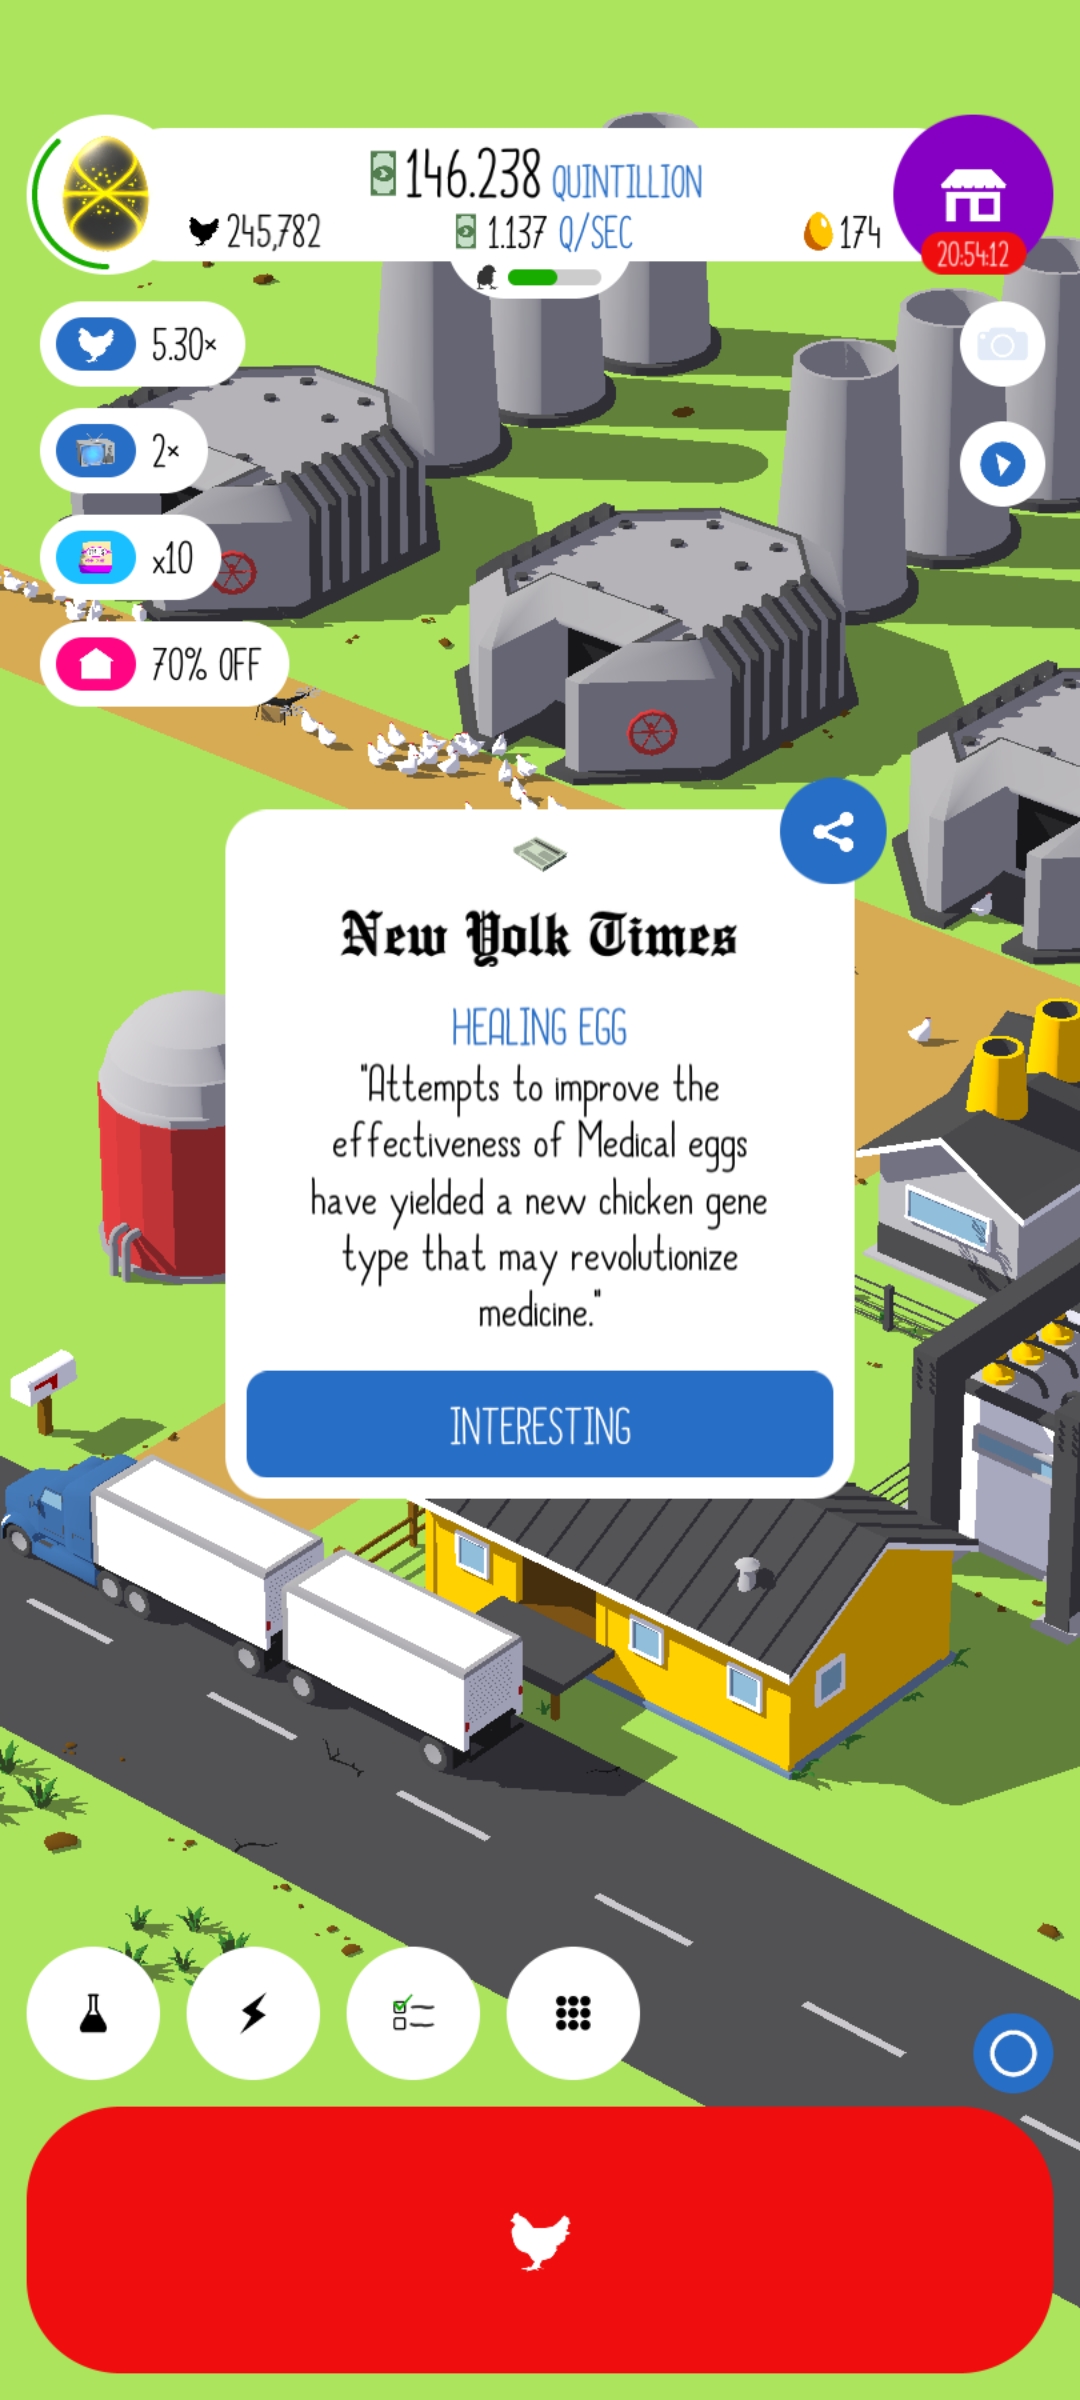 146.238 QUINTILLION
245,782
1.137 Q/SEC
174
20:54:12
5.30×
2×
x10
70% OFF
New Yolk Times
HEALING EGG
"Attempts to improve the
effectiveness of Medical eggs
have yielded a new chicken gene
type that may revolutionize
medicine."
INTERESTING